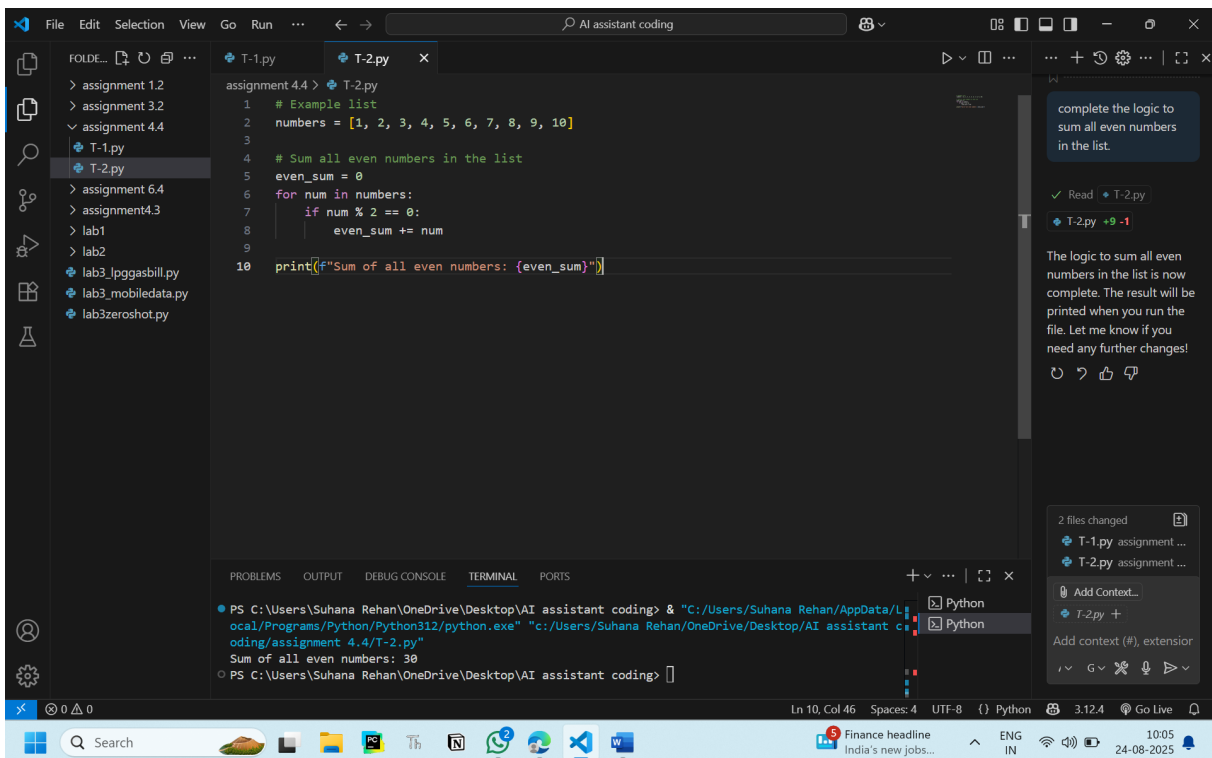 File Edit Selection View Go Run ··· AI assistant coding
FOLDE... ···
assignment 1.2
assignment 3.2
assignment 4.4
T-1.py
T-2.py
assignment 6.4
assignment4.3
lab1
lab2
lab3_lpggasbill.py
lab3_mobiledata.py
lab3zeroshot.py
T-1.py T-2.py
assignment 4.4 > T-2.py
1 # Example list
2 numbers = [1, 2, 3, 4, 5, 6, 7, 8, 9, 10]
3
4 # Sum all even numbers in the list
5 even_sum = 0
6 for num in numbers:
7 if num % 2 == 0:
8 even_sum += num
9
10 print(f"Sum of all even numbers: {even_sum}")
PROBLEMS OUTPUT DEBUG CONSOLE TERMINAL PORTS
PS C:\Users\Suhana Rehan\OneDrive\Desktop\AI assistant coding> & "C:/Users/Suhana Rehan/AppData/L
ocal/Programs/Python/Python312/python.exe" "c:/Users/Suhana Rehan/OneDrive/Desktop/AI assistant c
oding/assignment 4.4/T-2.py"
Sum of all even numbers: 30
PS C:\Users\Suhana Rehan\OneDrive\Desktop\AI assistant coding>
Python
Python
complete the logic to
sum all even numbers
in the list.
Read T-2.py
T-2.py +9 -1
The logic to sum all even
numbers in the list is now
complete. The result will be
printed when you run the
file. Let me know if you
need any further changes!
2 files changed
T-1.py assignment ...
T-2.py assignment ...
Add Context...
T-2.py +
Add context (#), extension
G
0 0 Ln 10, Col 46 Spaces: 4 UTF-8 {} Python 3.12.4 Go Live
Search
2
5
Finance headline
India's new jobs...
ENG
IN
10:05
24-08-2025